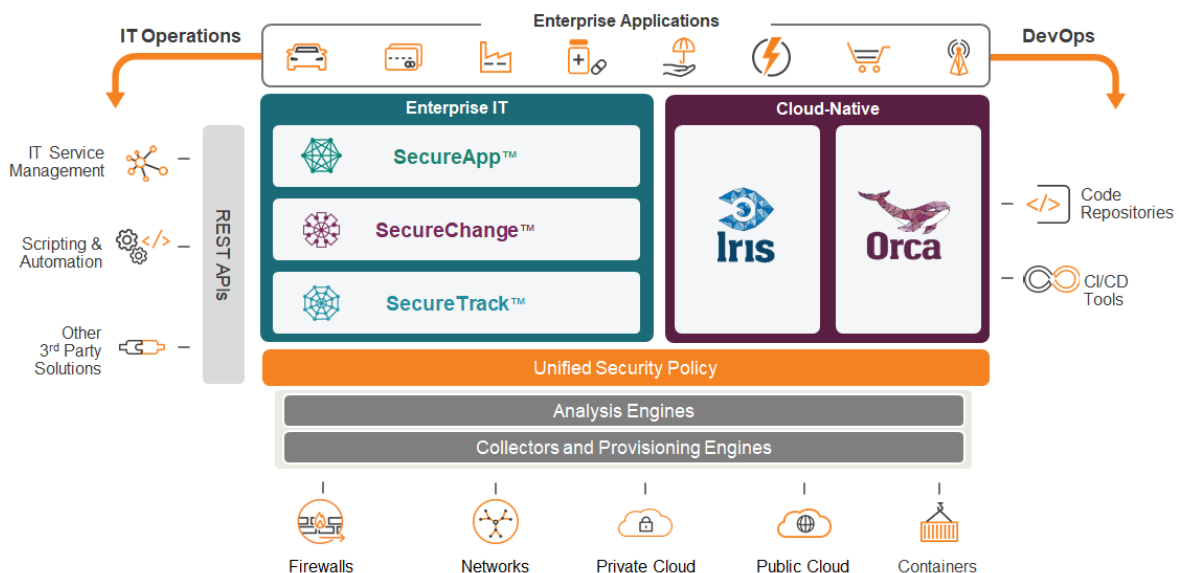 Enterprise Applications
IT Operations
DevOps
Enterprise IT
Cloud-Native
IT Service
Management
Scripting &
Automation
Other
3rd Party
Solutions
REST APIs
</>
SecureApp™
SecureChange™
SecureTrack™
Iris
Orca
</>
Code
Repositories
CI/CD
Tools
Unified Security Policy
Analysis Engines
Collectors and Provisioning Engines
Firewalls
Networks
Private Cloud
Public Cloud
Containers